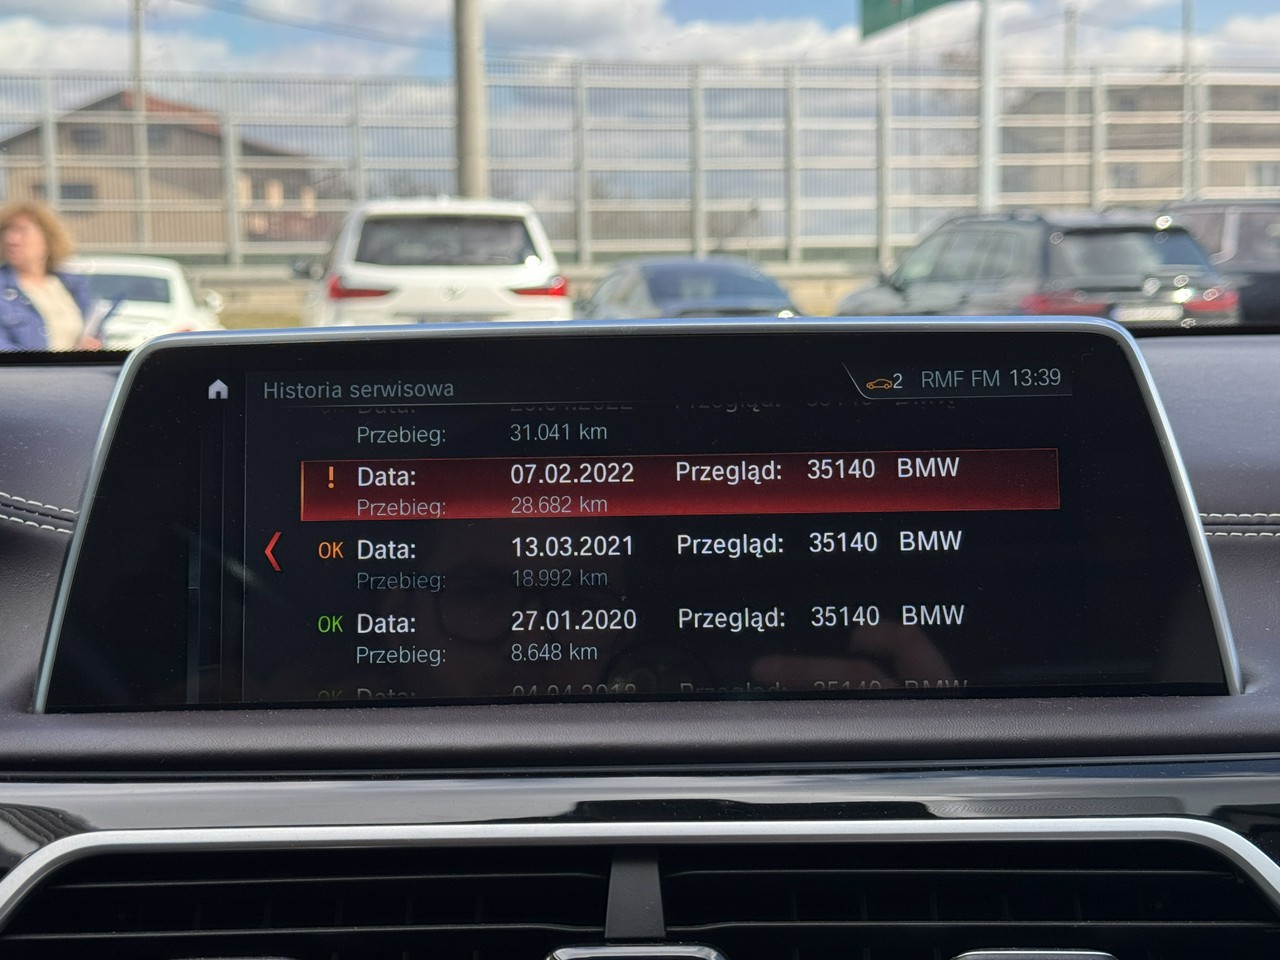 Historia serwisowa
2 RMF FM 13:39
Przebieg: 31.041 km
! Data: 07.02.2022 Przegląd: 35140 BMW
Przebieg: 28.682 km
OK Data: 13.03.2021 Przegląd: 35140 BMW
Przebieg: 18.992 km
OK Data: 27.01.2020 Przegląd: 35140 BMW
Przebieg: 8.648 km